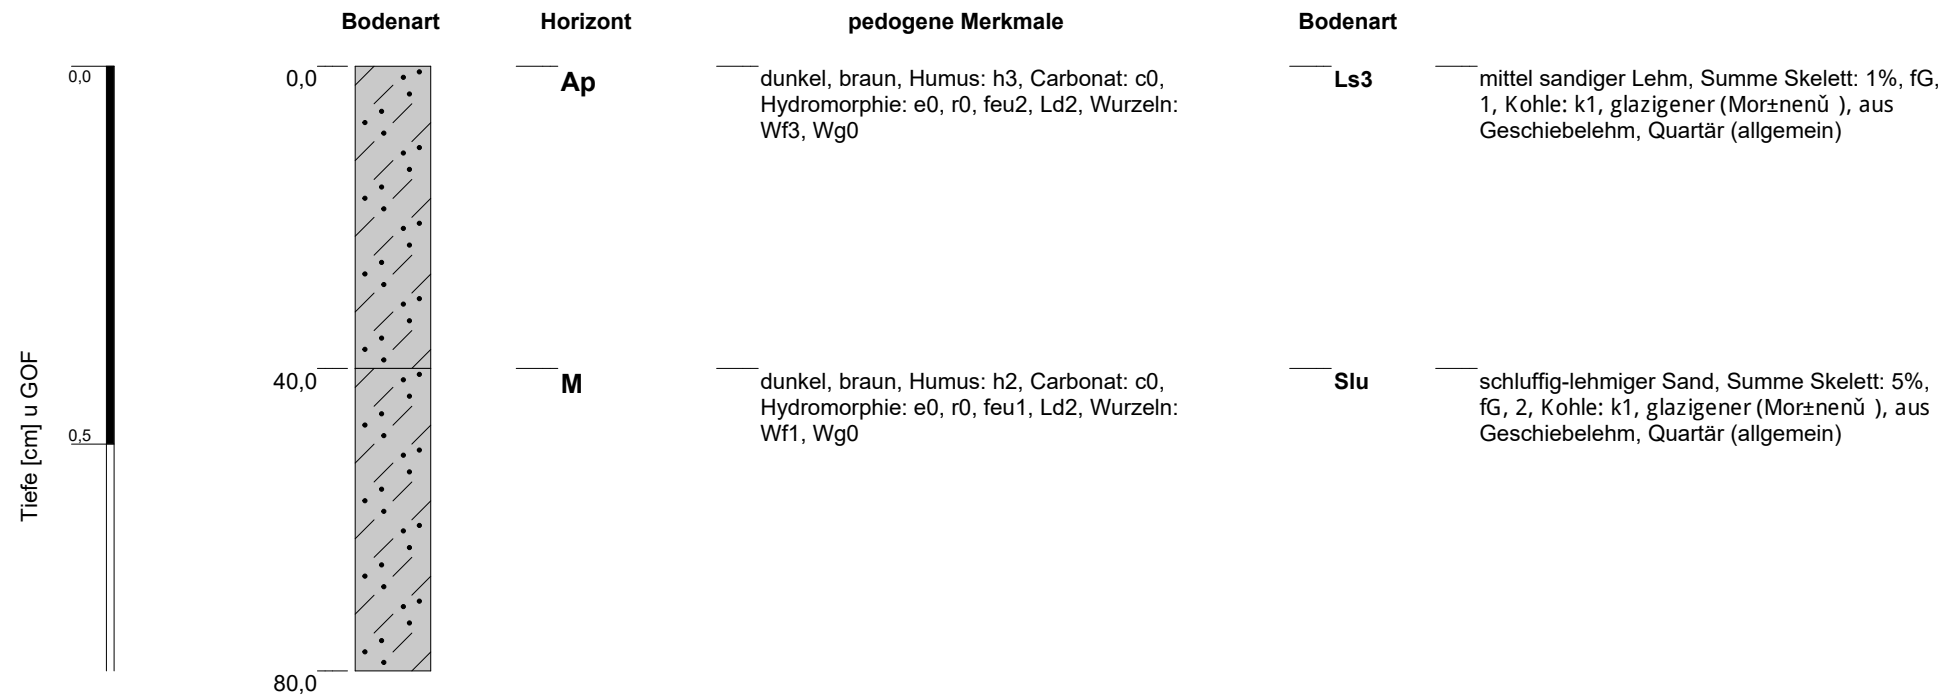 Bodenart Horizont pedogene Merkmale Bodenart
0,0
0,0
Ap
dunkel, braun, Humus: h3, Carbonat: c0,
Hydromorphie: e0, r0, feu2, Ld2, Wurzeln:
Wf3, Wg0
Ls3
mittel sandiger Lehm, Summe Skelett: 1%, fG,
1, Kohle: k1, glazigener (Mor±nenǔ ), aus
Geschiebelehm, Quartär (allgemein)
Tiefe [cm] u GOF
40,0
M
dunkel, braun, Humus: h2, Carbonat: c0,
Hydromorphie: e0, r0, feu1, Ld2, Wurzeln:
Wf1, Wg0
Slu
schluffig-lehmiger Sand, Summe Skelett: 5%,
fG, 2, Kohle: k1, glazigener (Mor±nenǔ ), aus
Geschiebelehm, Quartär (allgemein)
0,5
80,0